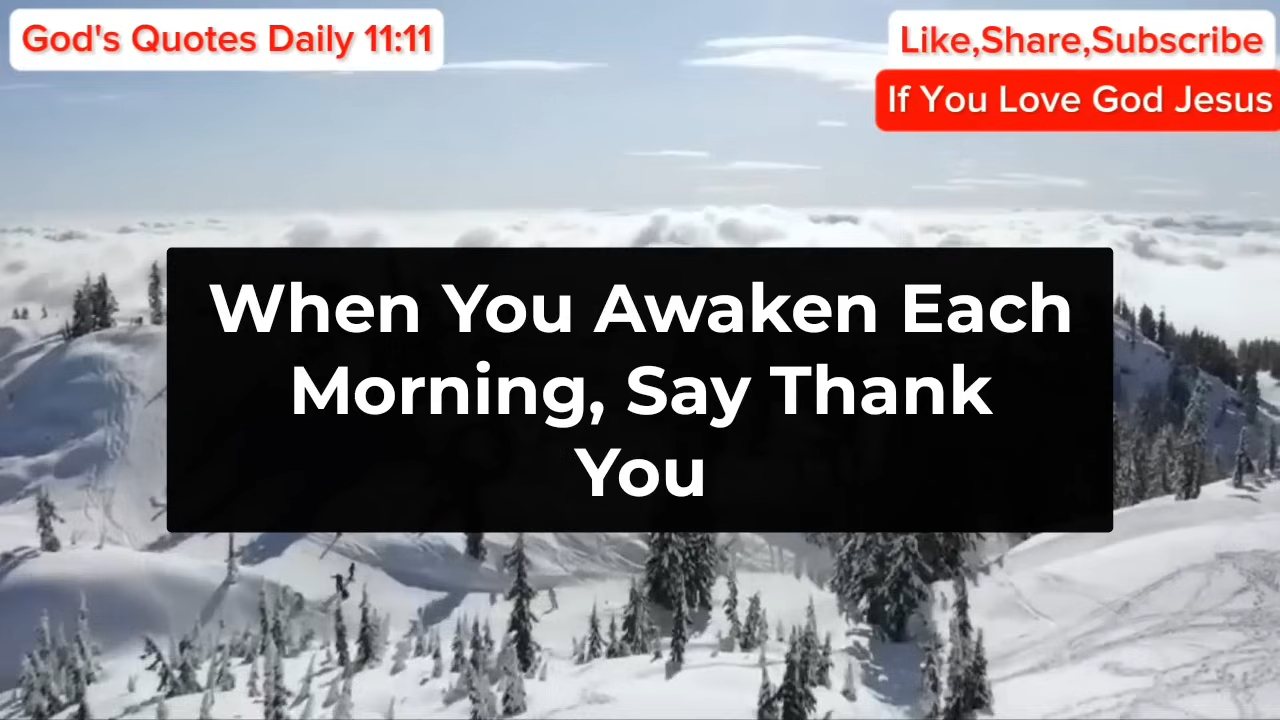 God's Quotes Daily 11:11
Like,Share,Subscribe
If You Love God Jesus
When You Awaken Each
Morning, Say Thank
You